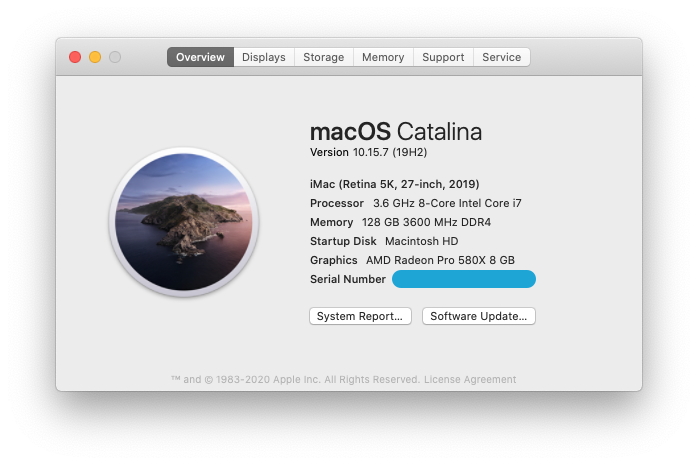 Overview Displays Storage Memory Support Service
macOS Catalina
Version 10.15.7 (19H2)
iMac (Retina 5K, 27-inch, 2019)
Processor 3.6 GHz 8-Core Intel Core i7
Memory 128 GB 3600 MHz DDR4
Startup Disk Macintosh HD
Graphics AMD Radeon Pro 580X 8 GB
Serial Number
System Report... Software Update...
™ and © 1983-2020 Apple Inc. All Rights Reserved. License Agreement